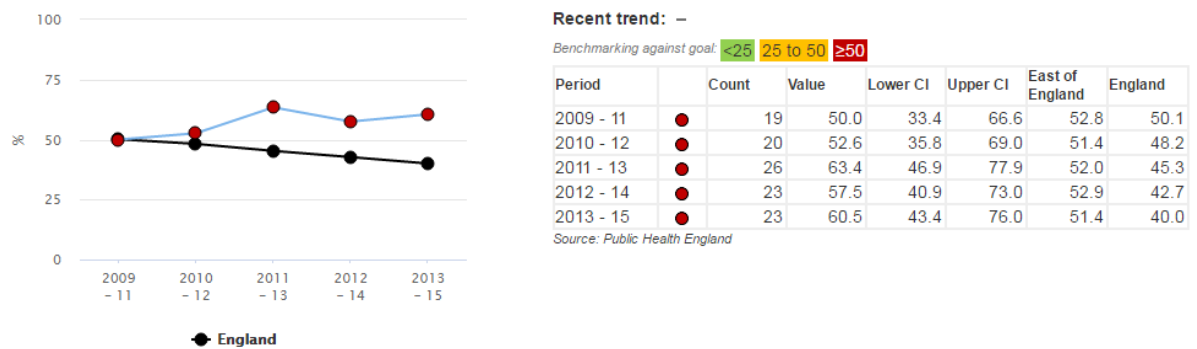 100
75
50
25
0
%
2009
– 11
2010
– 12
2011
– 13
2012
– 14
2013
– 15
England
Recent trend: –
Benchmarking against goal: <25 25 to 50 ≥50
Period Count Value Lower CI Upper CI East of England England
2009 - 11 19 50.0 33.4 66.6 52.8 50.1
2010 - 12 20 52.6 35.8 69.0 51.4 48.2
2011 - 13 26 63.4 46.9 77.9 52.0 45.3
2012 - 14 23 57.5 40.9 73.0 52.9 42.7
2013 - 15 23 60.5 43.4 76.0 51.4 40.0
Source: Public Health England